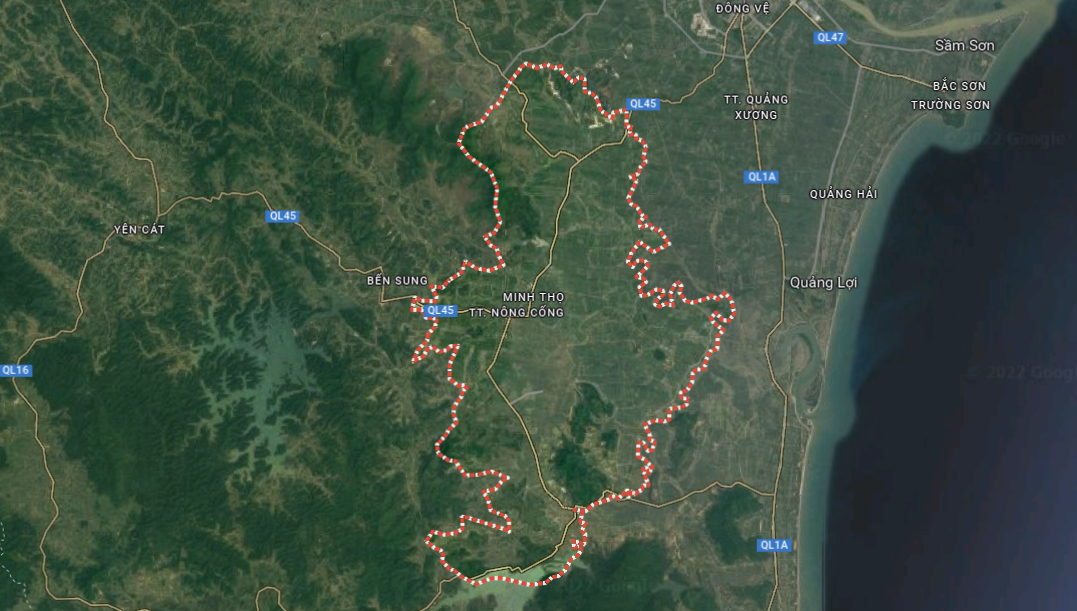 ĐÔNG VỆ
QL47
Sầm Sơn
BẮC SƠN
TRƯỜNG SƠN
TT. QUẢNG
XƯƠNG
QL45
2022 Google
QL1A
QUẢNG HẢI
QL45
YÊN CÁT
BẾN SUNG
Quảng Lợi
MINH THỌ
TT. NÔNG CỐNG
QL45
QL16
© 2022 Goog
QL1A